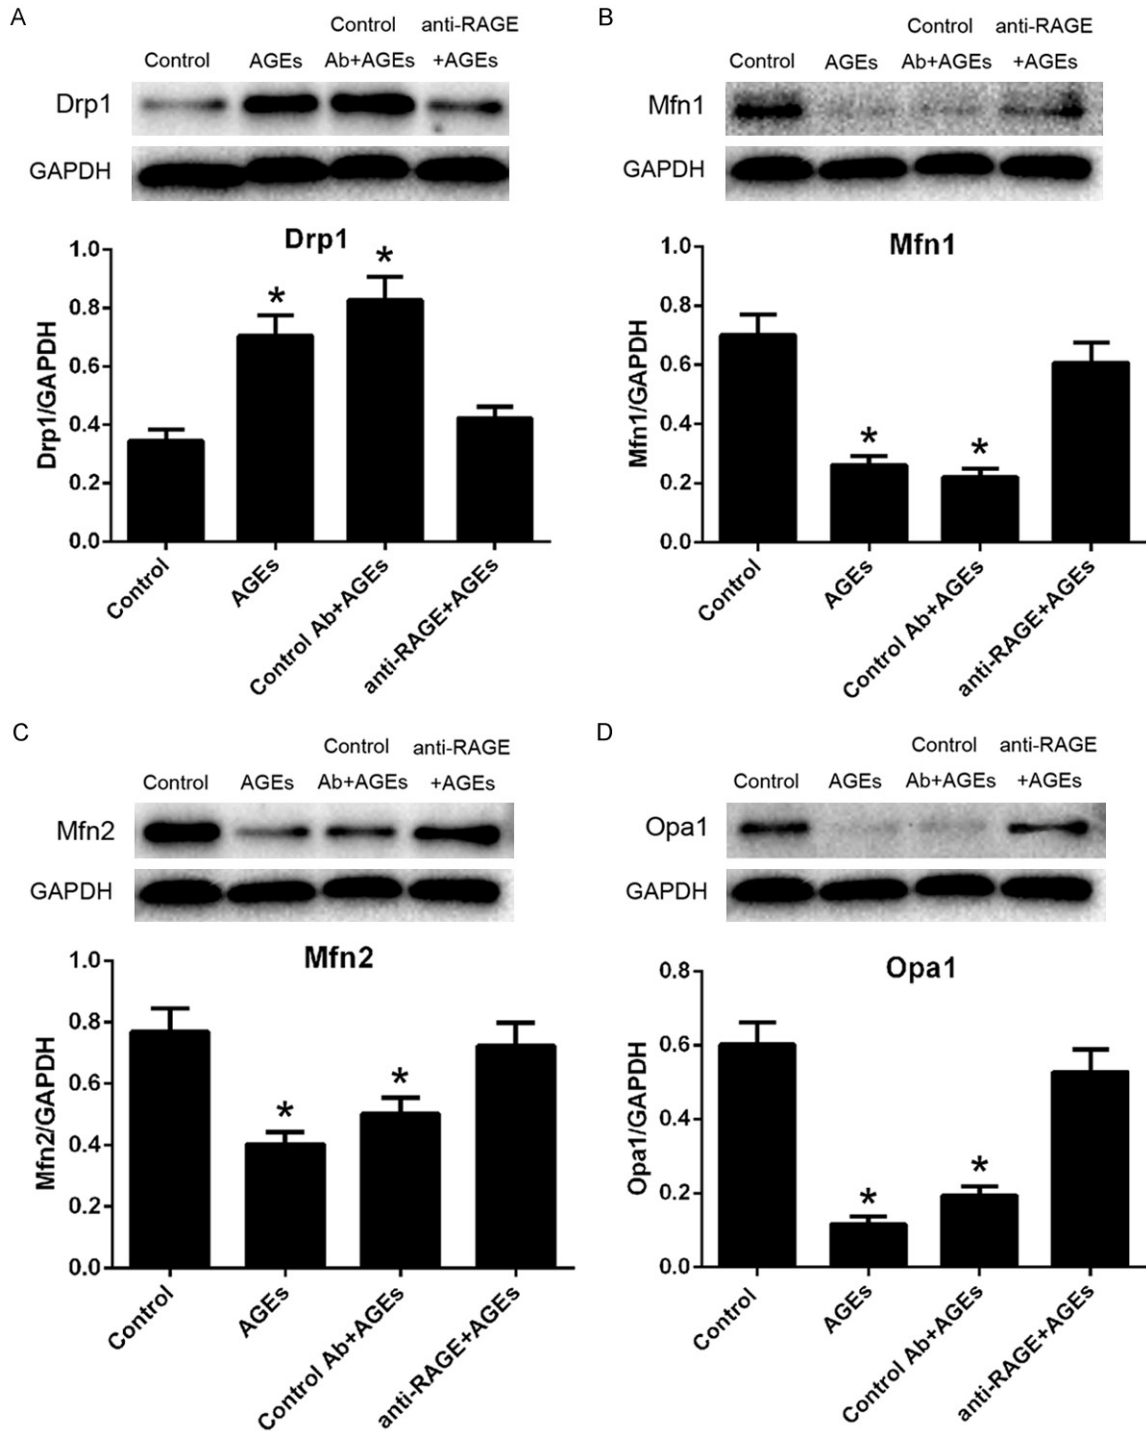 A
Control anti-RAGE
Control AGEs Ab+AGEs +AGEs
Drp1
GAPDH
Drp1
1.0
0.8
0.6
0.4
0.2
0.0
Drp1/GAPDH
*
*
Control
AGEs
Control Ab+AGEs
anti-RAGE+AGEs
B
Control anti-RAGE
Control AGEs Ab+AGEs +AGEs
Mfn1
GAPDH
Mfn1
1.0
0.8
0.6
0.4
0.2
0.0
Mfn1/GAPDH
*
*
Control
AGEs
Control Ab+AGEs
anti-RAGE+AGEs
C
Control anti-RAGE
Control AGEs Ab+AGEs +AGEs
Mfn2
GAPDH
Mfn2
1.0
0.8
0.6
0.4
0.2
0.0
Mfn2/GAPDH
*
*
Control
AGEs
Control Ab+AGEs
anti-RAGE+AGEs
D
Control anti-RAGE
Control AGEs Ab+AGEs +AGEs
Opa1
GAPDH
Opa1
0.8
0.6
0.4
0.2
0.0
Opa1/GAPDH
*
*
Control
AGEs
Control Ab+AGEs
anti-RAGE+AGEs